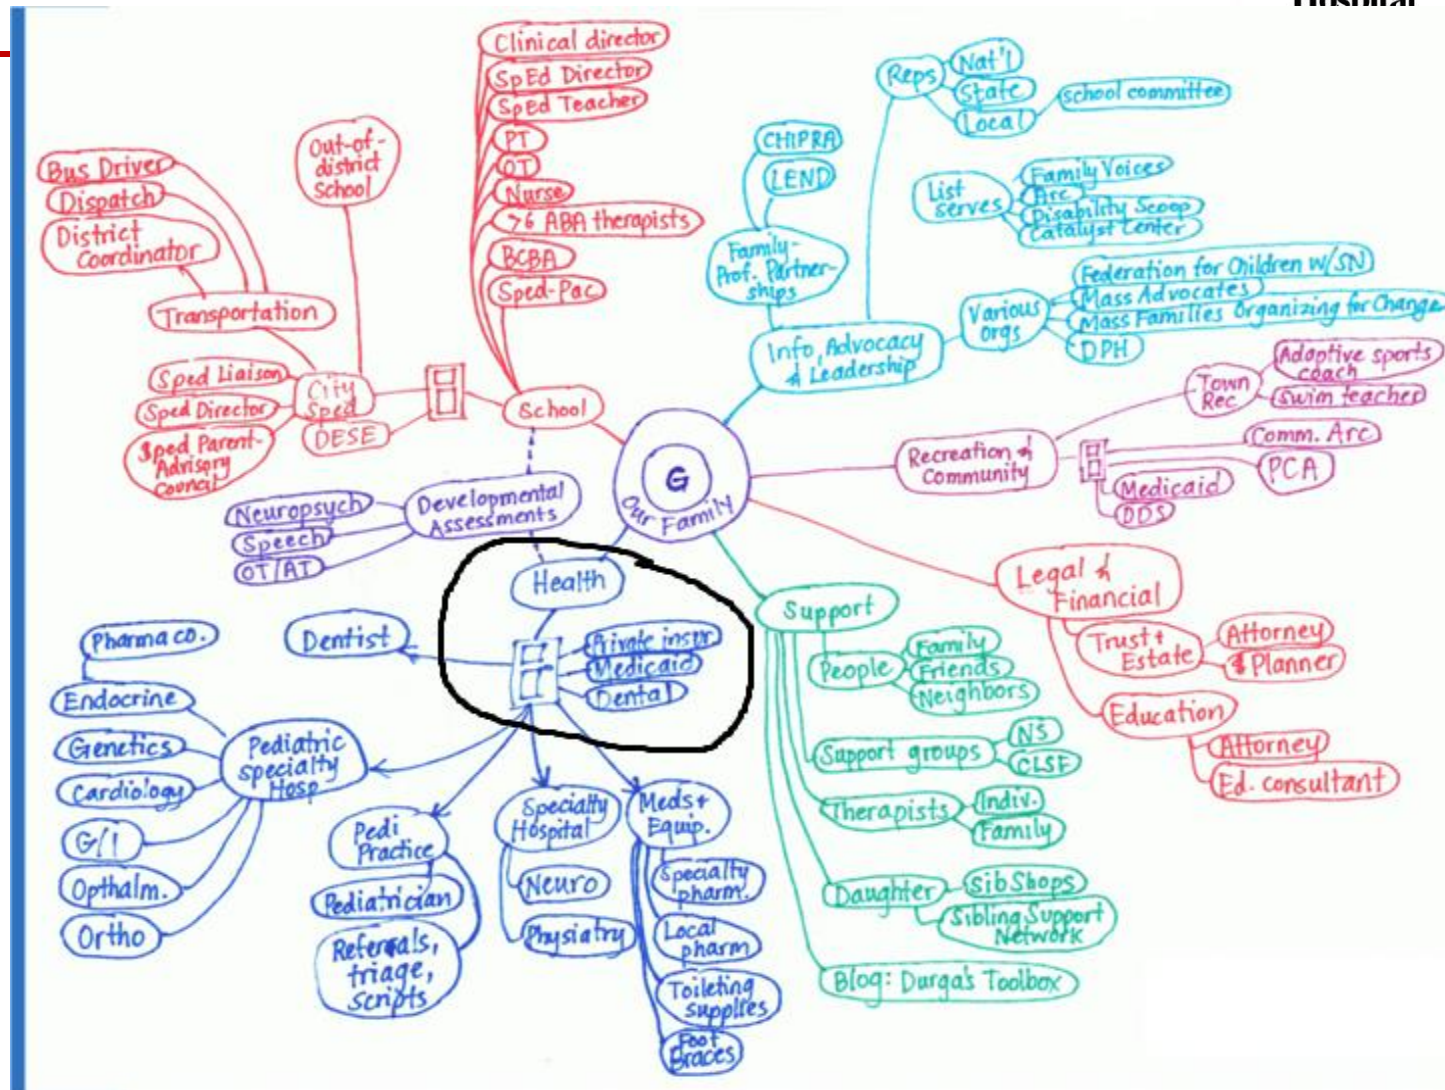 Hospital
Clinical director
SpEd Director
SpEd Teacher
PT
OT
Nurse
>6 ABA therapists
BCBA
Sped-Pac
Out-of-
district
School
Bus Driver
Dispatch
District
Coordinator
Transportation
Sped Liaison
Sped Director
$ped Parent-
Advisory
Council
City
Sped
DESE
School
Reps
Nat'l
State
Local
school committee
CHIPRA
LEND
Family-
Prof. Partner-
ships
List
serves
Family Voices
Arc
Disability Scoop
Catalyst Center
Info, Advocacy
& Leadership
Various
orgs
Federation for Children w/SN
Mass Advocates
Mass Families Organizing for Change
DPH
Recreation &
Community
Town
Rec
Adaptive sports
coach
Swim teacher
Comm. Arc
PCA
Medicaid
DDS
G
Our Family
Developmental
Assessments
Neuropsych
Speech
OT/AT
Health
Private insur
Medicaid
Dental
Dentist
Pharma co.
Endocrine
Genetics
Cardiology
G/I
Opthalm.
Ortho
Pediatric
specialty
Hosp
Pedi
Practice
Pediatrician
Referrals,
triage,
scripts
Specialty
Hospital
Neuro
Physiatry
Meds+
Equip.
Specialty
pharm.
Local
pharm
Toileting
supplies
Foot
Braces
Support
People
Family
Friends
Neighbors
Support groups
NS
CLSF
Therapists
Indiv.
Family
Daughter
SibShops
Sibling Support
Network
Blog: Durga's Toolbox
Legal &
Financial
Trust+
Estate
Attorney
$ Planner
Education
Attorney
Ed. consultant